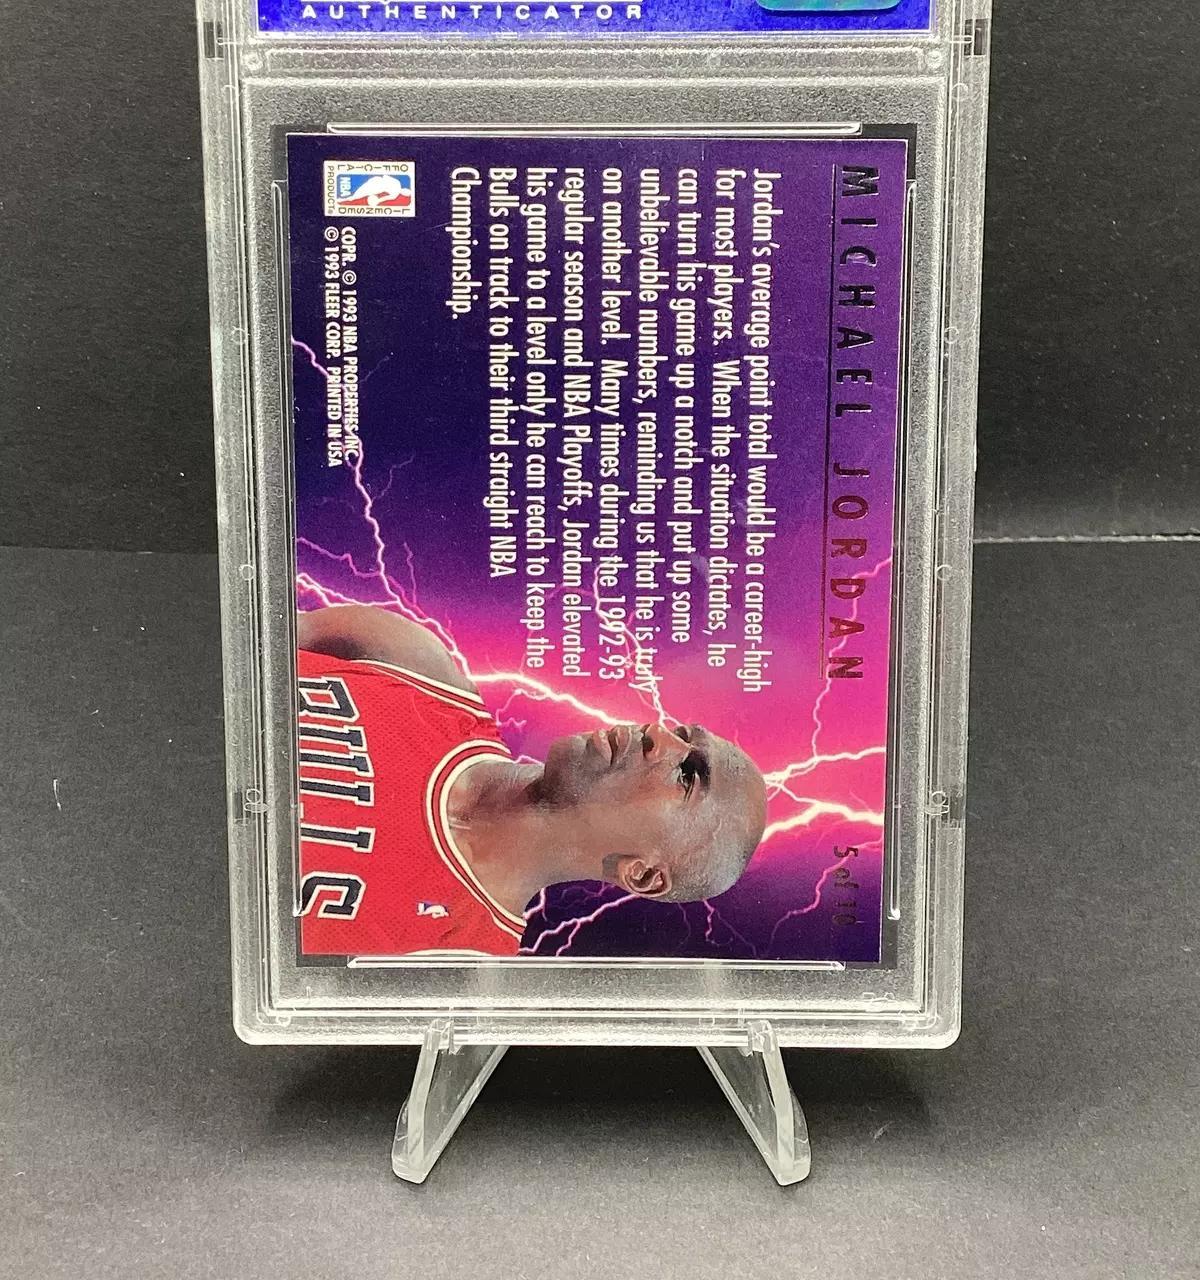 AUTHENTICATOR
MICHAEL JORDAN
5 of 10
Jordan's average point total would be a career-high
for most players. When the situation dictates, he
can turn his game up a notch and put up some
unbelievable numbers, reminding us that he is truly
on another level. Many times during the 1992-93
regular season and NBA Playoffs, Jordan elevated
his game to a level only he can reach to keep the
Bulls on track to their third straight NBA
Championship.
OFFICIAL LICENSED
NBA
PRODUCT®
COPR. © 1993 NBA PROPERTIES INC
© 1993 FLEER CORP. PRINTED IN USA
BULLS